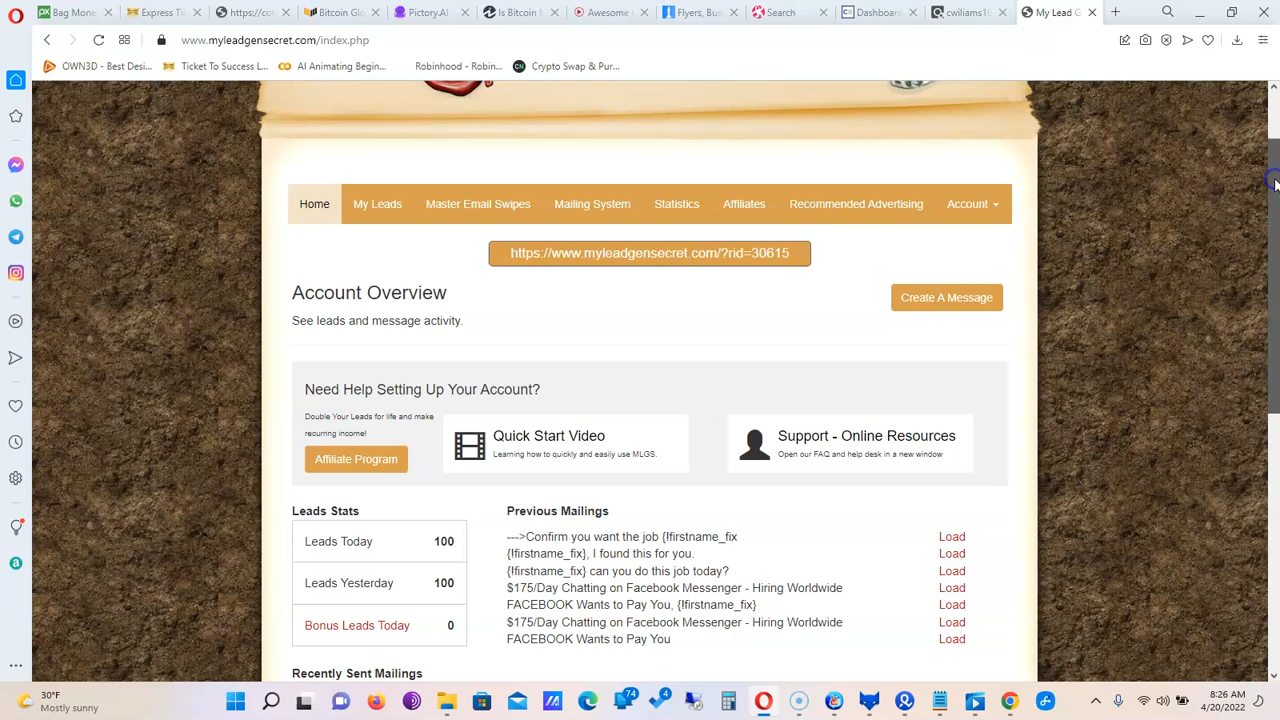 Bag Mone
Express Tic
https://cot
Bitcoin Glo
Pictory.AI
Is Bitcoin M
Awesome
Flyers, Bus
Search
Dashboard
cwiliams19
My Lead G
www.myleadgensecret.com/index.php
OWN3D - Best Desi...
Ticket To Success L...
AI Animating Begin...
Robinhood - Robin...
Crypto Swap & Pur...
Home
My Leads
Master Email Swipes
Mailing System
Statistics
Affiliates
Recommended Advertising
Account
https://www.myleadgensecret.com/?rid=30615
Account Overview
Create A Message
See leads and message activity.
Need Help Setting Up Your Account?
Double Your Leads for life and make
recurring income!
Affiliate Program
Quick Start Video
Learning how to quickly and easily use MLGS.
Support - Online Resources
Open our FAQ and help desk in a new window
Leads Stats
Leads Today 100
Leads Yesterday 100
Bonus Leads Today 0
Previous Mailings
--->Confirm you want the job {!firstname_fix Load
{!firstname_fix}, I found this for you. Load
{!firstname_fix} can you do this job today? Load
$175/Day Chatting on Facebook Messenger - Hiring Worldwide Load
FACEBOOK Wants to Pay You, {!firstname_fix} Load
$175/Day Chatting on Facebook Messenger - Hiring Worldwide Load
FACEBOOK Wants to Pay You Load
Recently Sent Mailings
30°F
Mostly sunny
74
4
8:26 AM
4/20/2022